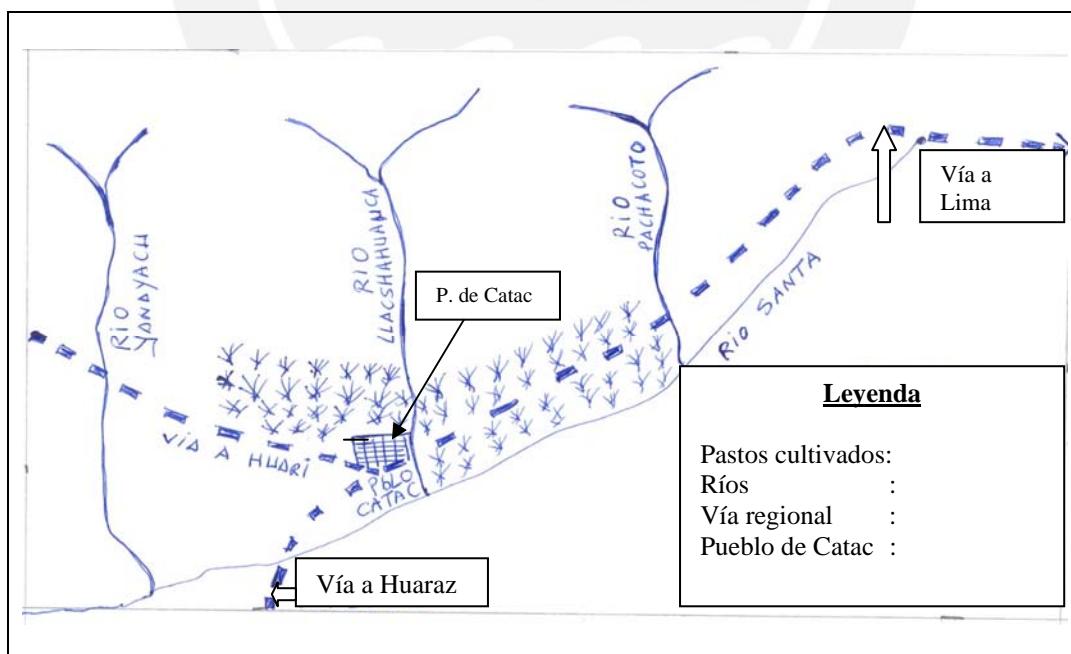 RIO
YANAYACU
RIO
LLACSHAHUANCA
RIO
PACHACOTO
Vía a
Lima
P. de Catac
RIO SANTA
VIA A HUARI
PBLO
CATAC
Vía a Huaraz
Leyenda
Pastos cultivados:
Ríos :
Vía regional :
Pueblo de Catac :